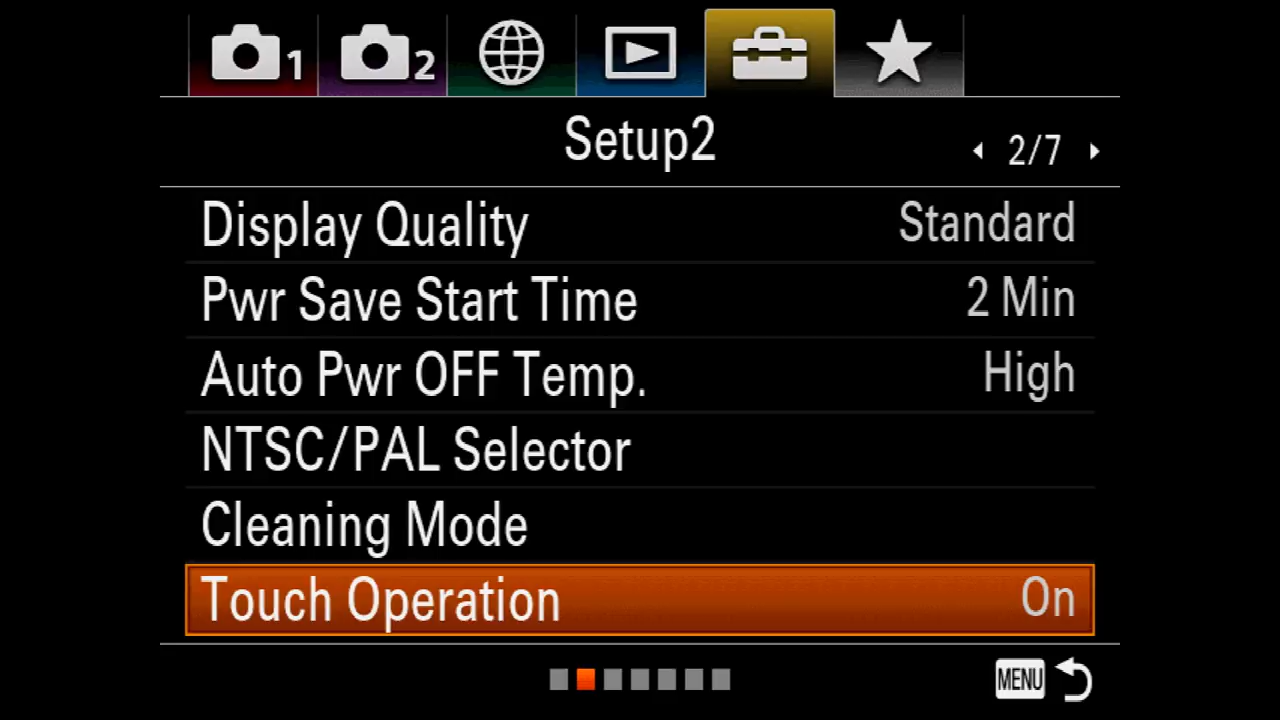 1 2
Setup2 2/7
Display Quality Standard
Pwr Save Start Time 2 Min
Auto Pwr OFF Temp. High
NTSC/PAL Selector
Cleaning Mode
Touch Operation On
MENU